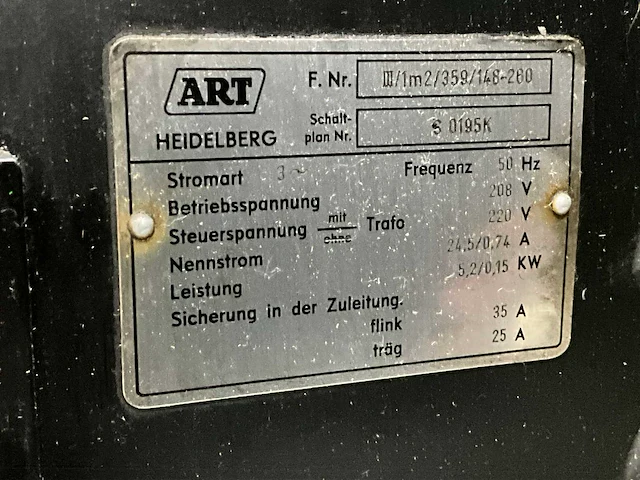 ART
HEIDELBERG
F. Nr. III/1m2/359/148-260
Schalt-
plan Nr. S 0195K
Stromart 3~ Frequenz 50 Hz
Betriebsspannung 208 V
Steuerspannung mit
ohne Trafo 220 V
Nennstrom 24,5/0,74 A
Leistung 5,2/0,15 KW
Sicherung in der Zuleitung.
flink 35 A
träg 25 A